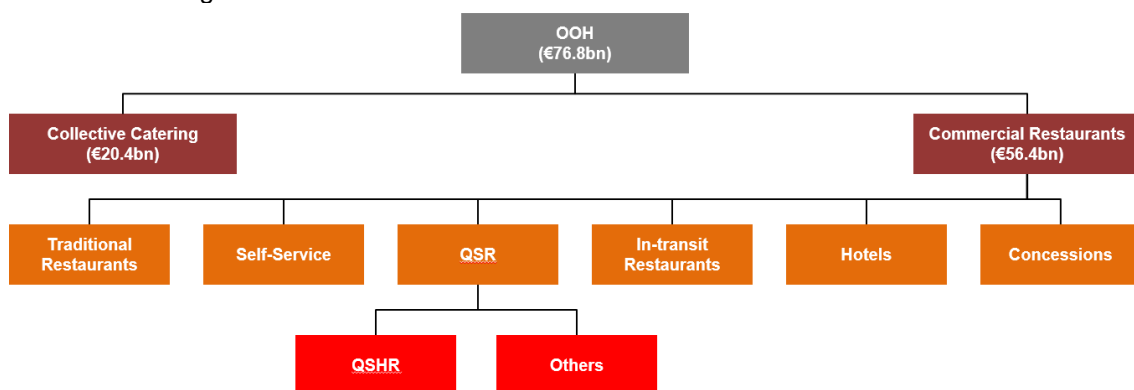 OOH
(€76.8bn)
Collective Catering
(€20.4bn)
Commercial Restaurants
(€56.4bn)
Traditional
Restaurants
Self-Service
QSR
In-transit
Restaurants
Hotels
Concessions
QSHR
Others